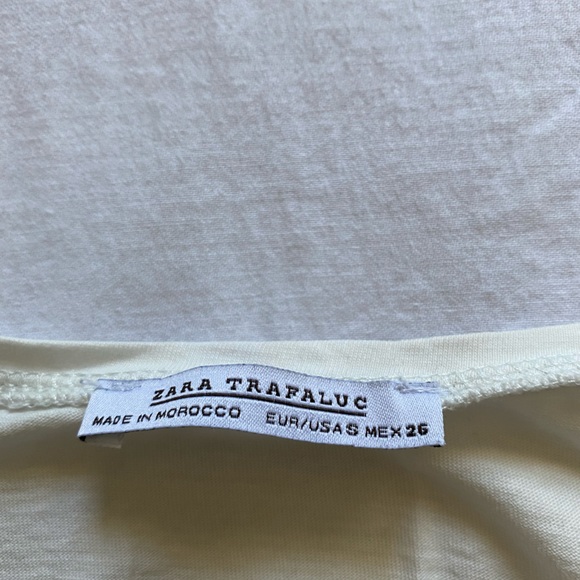 ZARA TRAFALUC
MADE IN MOROCCO EUR/USA S MEX 26